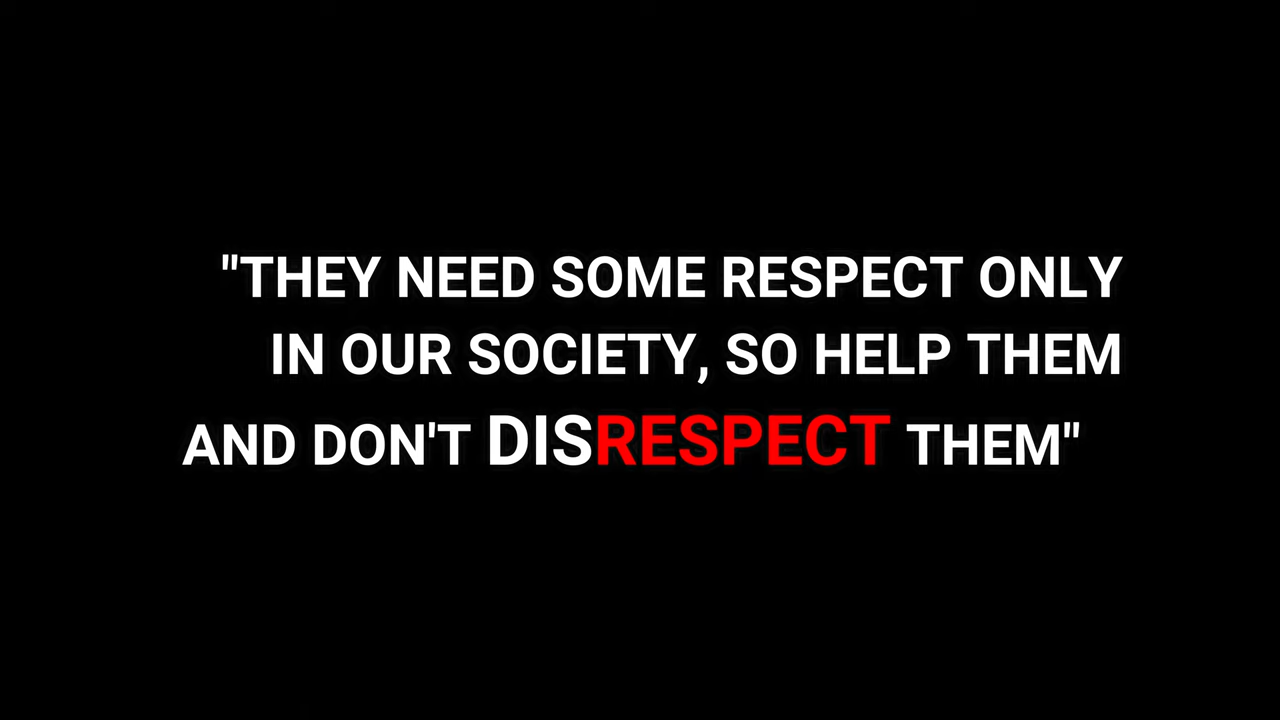 "THEY NEED SOME RESPECT ONLY
IN OUR SOCIETY, SO HELP THEM
AND DON'T DISRESPECT THEM"